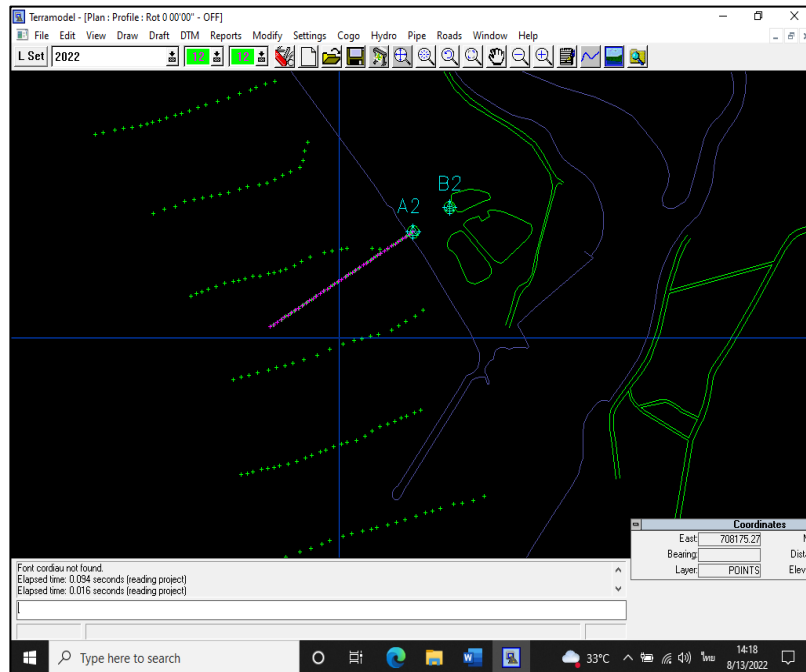 Terramodel - [Plan : Profile : Rot 0 00'00" - OFF]
File Edit View Draw Draft DTM Reports Modify Settings Cogo Hydro Pipe Roads Window Help
L Set 2022 12 12
B2
A2
Coordinates
East: 708175.27
Bearing:
Layer: POINTS
Font cordiau not found.
Elapsed time: 0.094 seconds (reading project)
Elapsed time: 0.016 seconds (reading project)
Type here to search
33°C
ไทย
14:18
8/13/2022